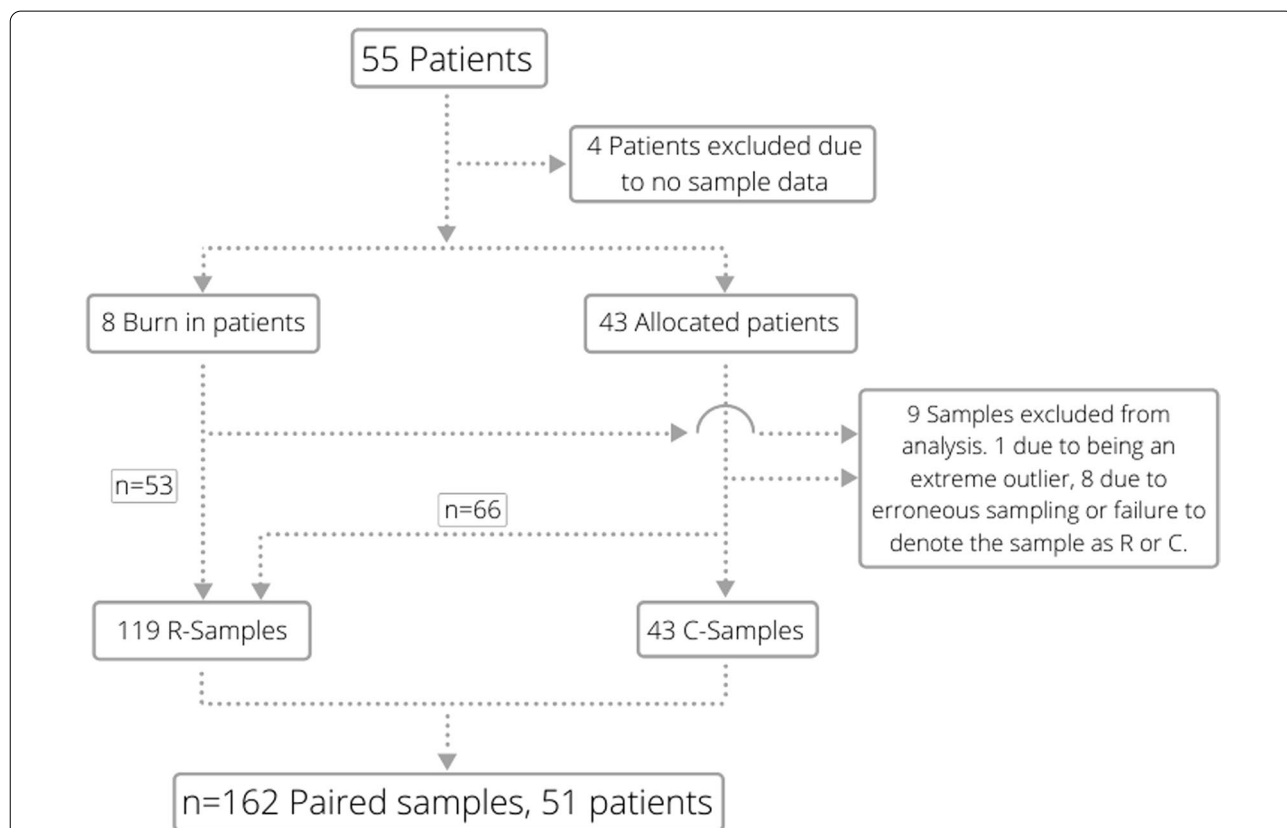 55 Patients
4 Patients excluded due
to no sample data
8 Burn in patients
43 Allocated patients
9 Samples excluded from
analysis. 1 due to being an
extreme outlier, 8 due to
erroneous sampling or failure to
denote the sample as R or C.
n=53
n=66
119 R-Samples
43 C-Samples
n=162 Paired samples, 51 patients